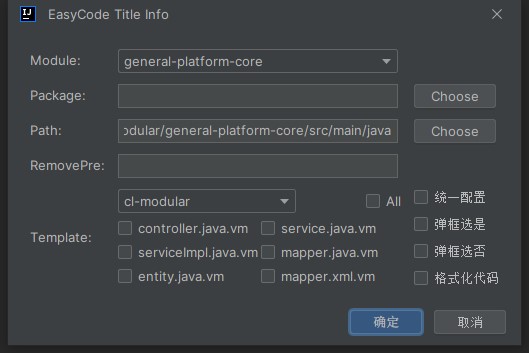 EasyCode Title Info
Module: general-platform-core
Package: Choose
Path: odular/general-platform-core/src/main/java Choose
RemovePre:
cl-modular All 统一配置
Template: controller.java.vm service.java.vm 弹框选是
serviceImpl.java.vm mapper.java.vm 弹框选否
entity.java.vm mapper.xml.vm 格式化代码
确定 取消